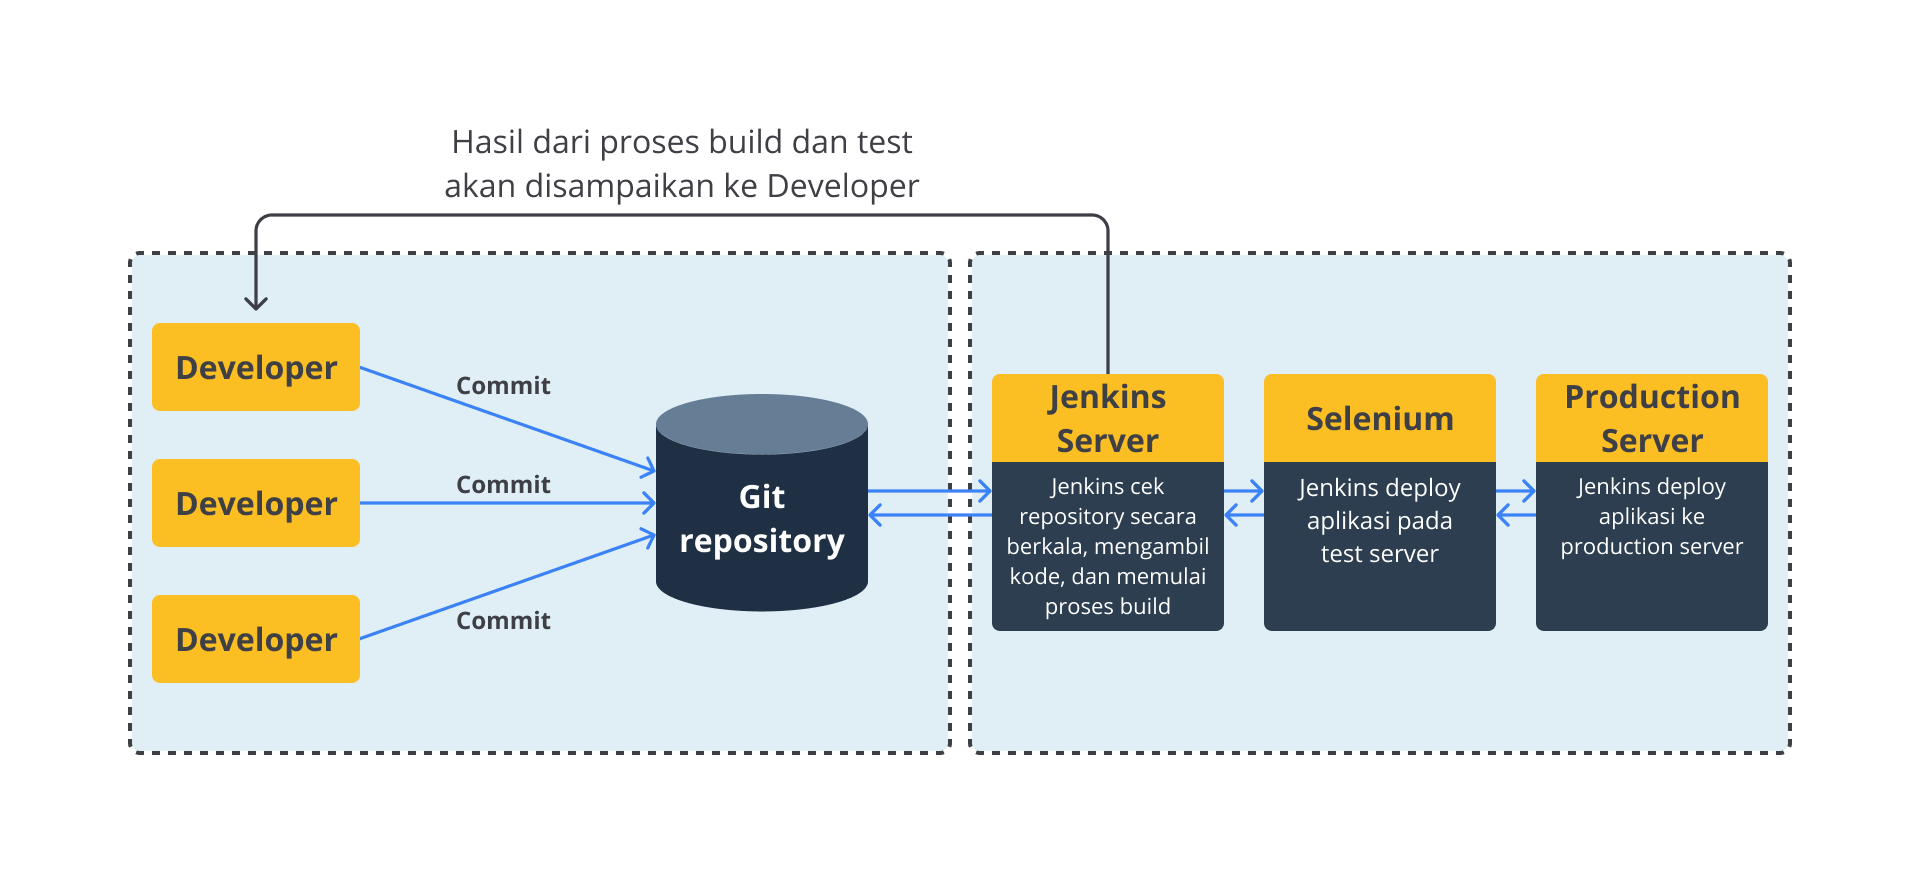 Hasil dari proses build dan test
akan disampaikan ke Developer
Developer
Commit
Developer
Commit
Developer
Commit
Git
repository
Jenkins
Server
Jenkins cek
repository secara
berkala, mengambil
kode, dan memulai
proses build
Selenium
Jenkins deploy
aplikasi pada
test server
Production
Server
Jenkins deploy
aplikasi ke
production server